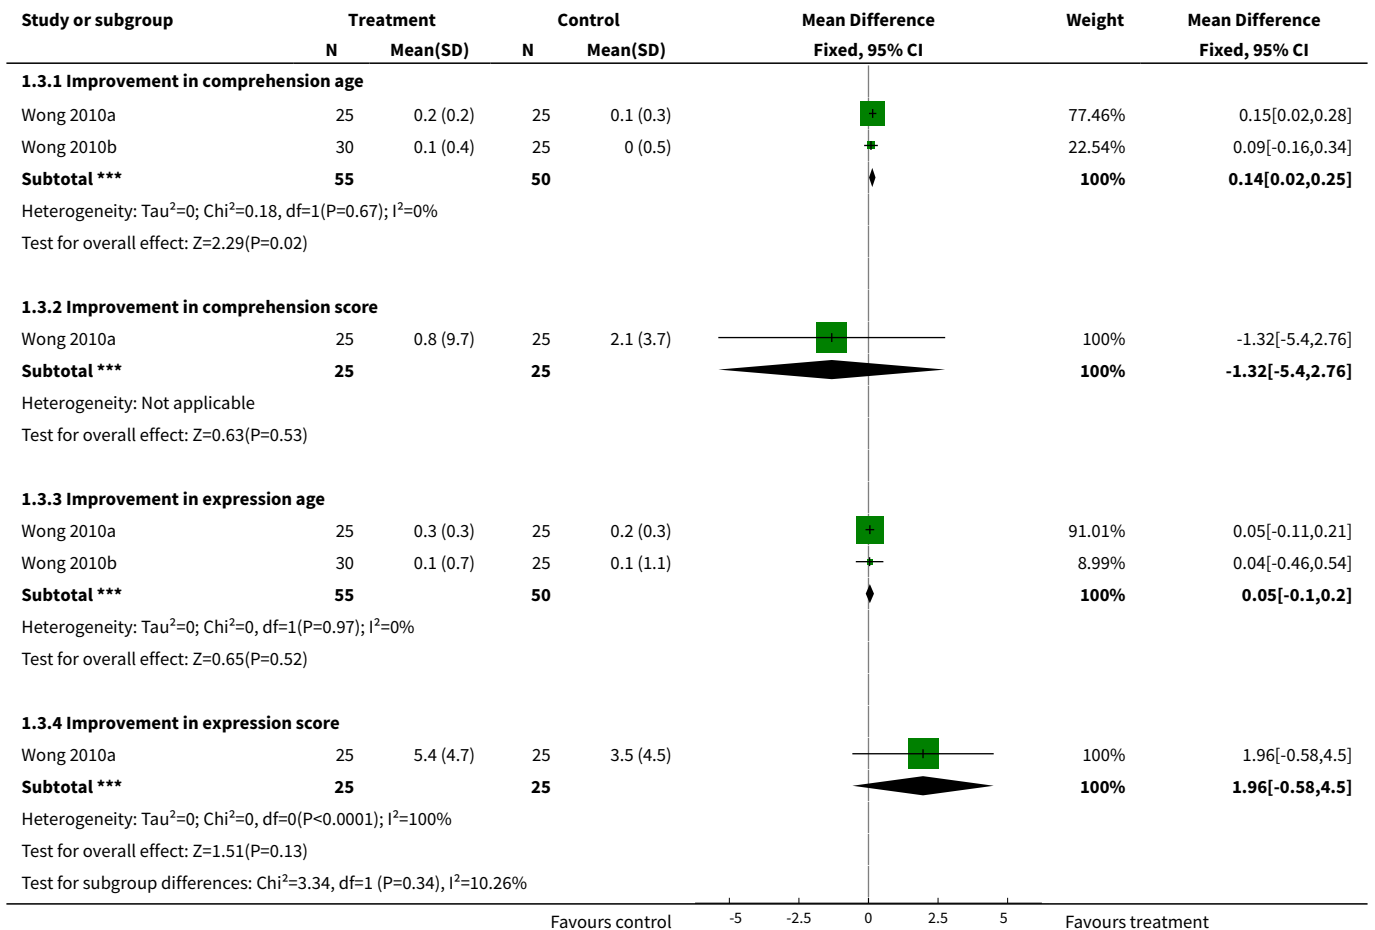 Study or subgroup Treatment Control Mean Difference Weight Mean Difference
N Mean(SD) N Mean(SD) Fixed, 95% CI Fixed, 95% CI
1.3.1 Improvement in comprehension age
Wong 2010a 25 0.2 (0.2) 25 0.1 (0.3) 77.46% 0.15[0.02,0.28]
Wong 2010b 30 0.1 (0.4) 25 0 (0.5) 22.54% 0.09[-0.16,0.34]
Subtotal *** 55 50 100% 0.14[0.02,0.25]
Heterogeneity: Tau²=0; Chi²=0.18, df=1(P=0.67); I²=0%
Test for overall effect: Z=2.29(P=0.02)
1.3.2 Improvement in comprehension score
Wong 2010a 25 0.8 (9.7) 25 2.1 (3.7) 100% -1.32[-5.4,2.76]
Subtotal *** 25 25 100% -1.32[-5.4,2.76]
Heterogeneity: Not applicable
Test for overall effect: Z=0.63(P=0.53)
1.3.3 Improvement in expression age
Wong 2010a 25 0.3 (0.3) 25 0.2 (0.3) 91.01% 0.05[-0.11,0.21]
Wong 2010b 30 0.1 (0.7) 25 0.1 (1.1) 8.99% 0.04[-0.46,0.54]
Subtotal *** 55 50 100% 0.05[-0.1,0.2]
Heterogeneity: Tau²=0; Chi²=0, df=1(P=0.97); I²=0%
Test for overall effect: Z=0.65(P=0.52)
1.3.4 Improvement in expression score
Wong 2010a 25 5.4 (4.7) 25 3.5 (4.5) 100% 1.96[-0.58,4.5]
Subtotal *** 25 25 100% 1.96[-0.58,4.5]
Heterogeneity: Tau²=0; Chi²=0, df=0(P<0.0001); I²=100%
Test for overall effect: Z=1.51(P=0.13)
Test for subgroup differences: Chi²=3.34, df=1 (P=0.34), I²=10.26%
Favours control -5 -2.5 0 2.5 5 Favours treatment